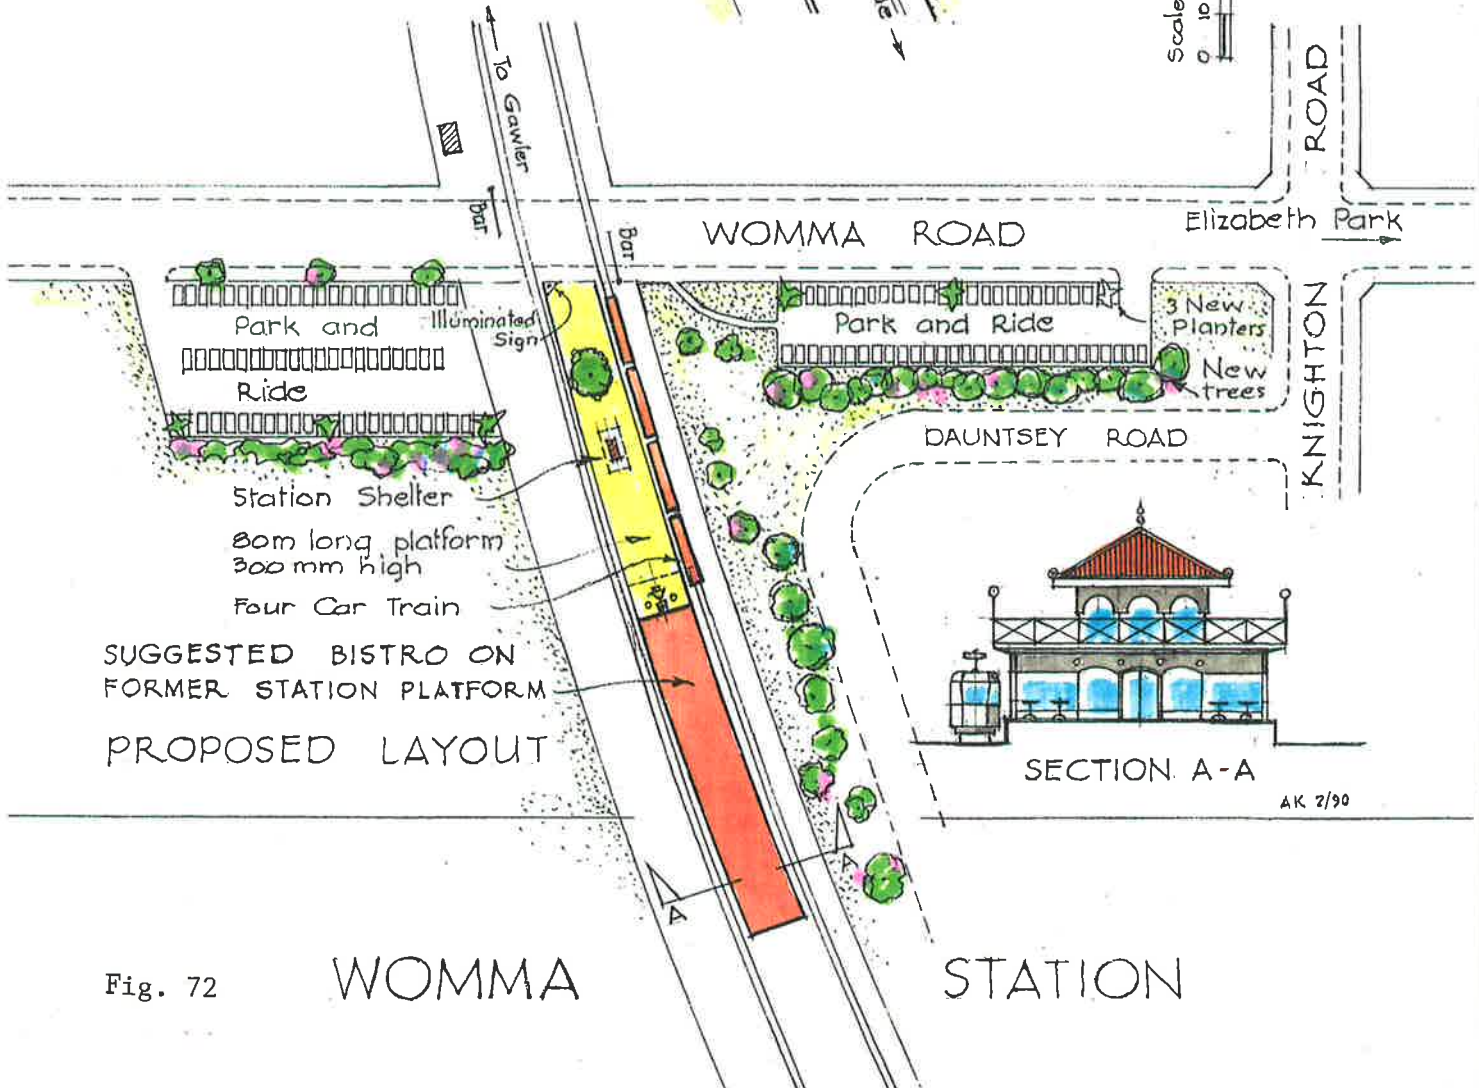 Scale
0 10
To Gawler
ROAD
Bar
Bar
WOMMA ROAD
Elizabeth Park
Illuminated
Sign
Park and
Ride
Park and Ride
3 New
Planters
New
trees
KNIGHTON
DAUNTSEY ROAD
Station Shelter
80m long platform
300 mm high
Four Car Train
SUGGESTED BISTRO ON
FORMER STATION PLATFORM
PROPOSED LAYOUT
SECTION A-A
AK 2/90
A
A
Fig. 72 WOMMA STATION